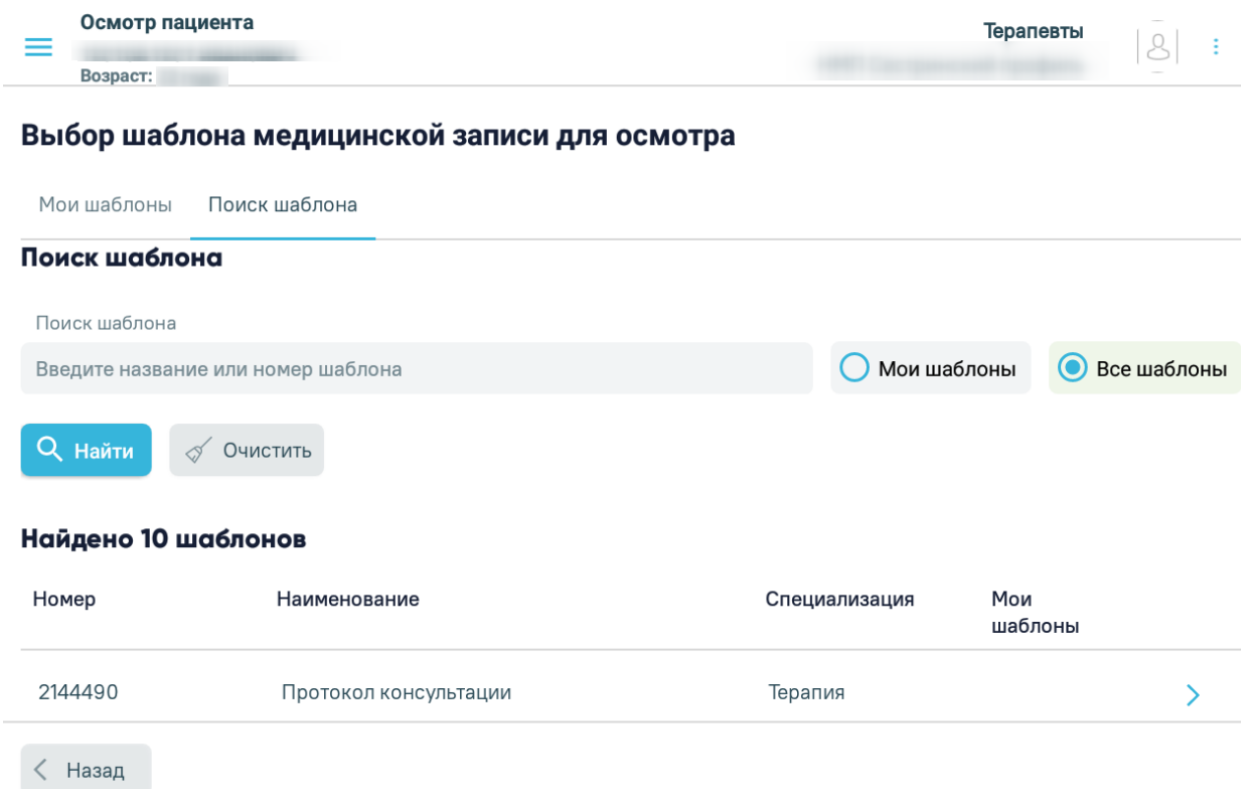 Осмотр пациента
Терапевты
Возраст:
Выбор шаблона медицинской записи для осмотра
Мои шаблоны Поиск шаблона
Поиск шаблона
Поиск шаблона
Введите название или номер шаблона Мои шаблоны Все шаблоны
Найти Очистить
Найдено 10 шаблонов
Номер Наименование Специализация Мои
шаблоны
2144490 Протокол консультации Терапия
Назад